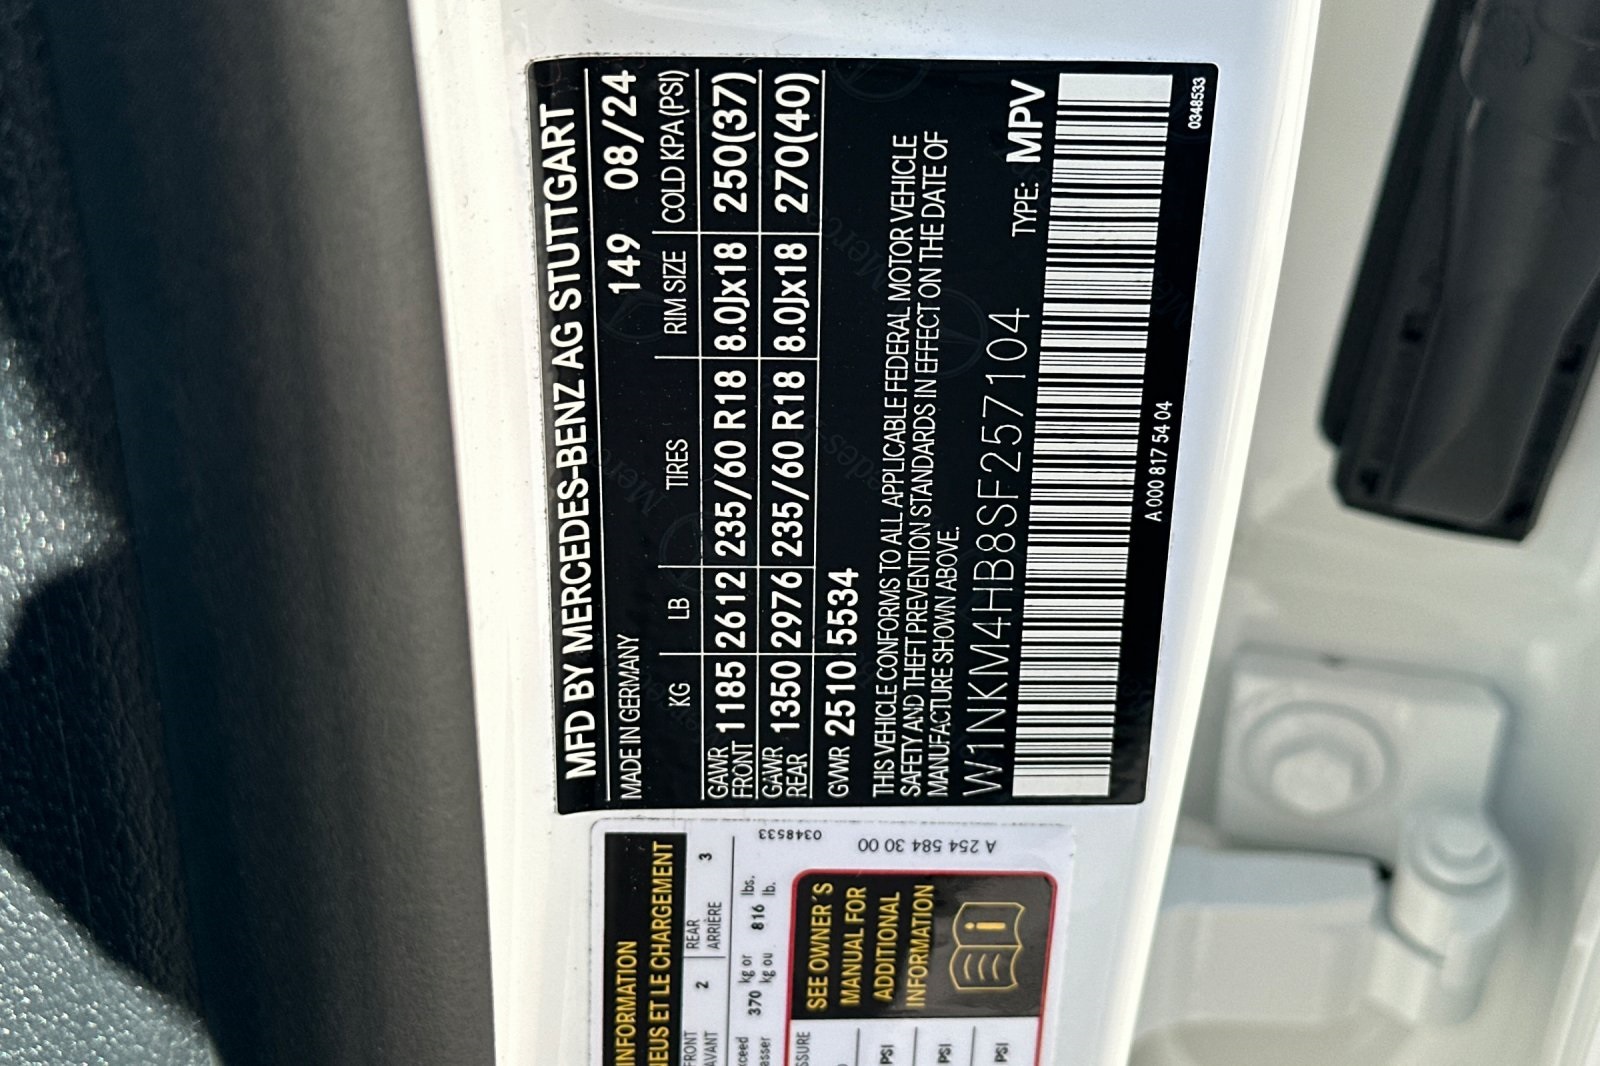 MFD BY MERCEDES-BENZ AG STUTTGART
MADE IN GERMANY 149 08/24
KG LB TIRES RIM SIZE COLD KPA (PSI)
GAWR FRONT 1185 2612 235/60 R18 8.0Jx18 250(37)
GAWR REAR 1350 2976 235/60 R18 8.0Jx18 270(40)
GVWR 2510 5534
THIS VEHICLE CONFORMS TO ALL APPLICABLE FEDERAL MOTOR VEHICLE
SAFETY AND THEFT PREVENTION STANDARDS IN EFFECT ON THE DATE OF
MANUFACTURE SHOWN ABOVE.
W1NKM4HB8SF257104 TYPE: MPV
A 000 817 54 04
0348533
INFORMATION
NEUS ET LE CHARGEMENT
FRONT 2 REAR 3
AVANT ARRIÈRE
xceed 370 kg or 816 lbs.
asser kg ou lb.
0348533
A 254 584 30 00
SSURE
PSI
PSI
PSI
SEE OWNER'S
MANUAL FOR
ADDITIONAL
INFORMATION